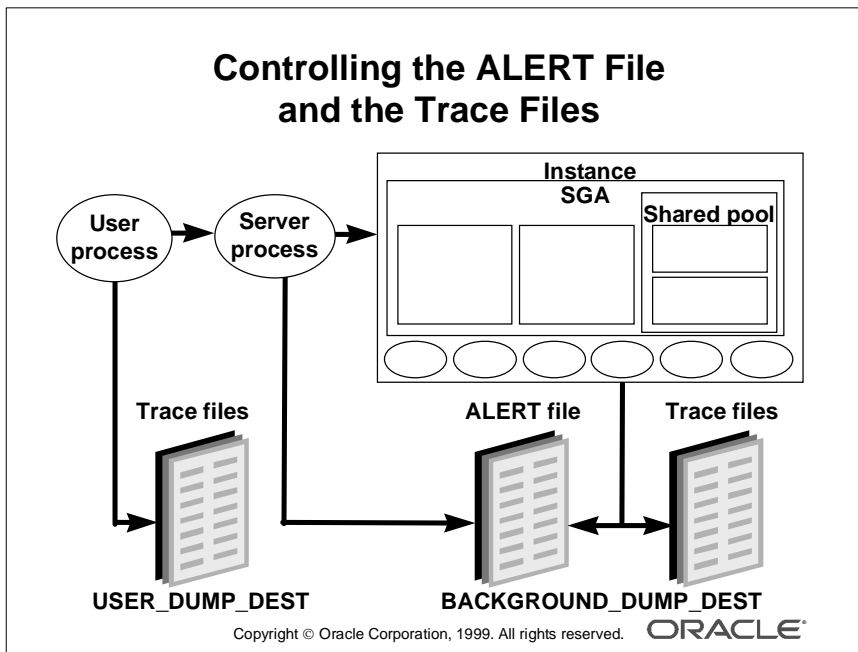 Controlling the ALERT File
and the Trace Files
Instance
SGA
Shared pool
User
process
Server
process
Trace files
ALERT file
Trace files
USER_DUMP_DEST
BACKGROUND_DUMP_DEST
Copyright © Oracle Corporation, 1999. All rights reserved.
ORACLE®